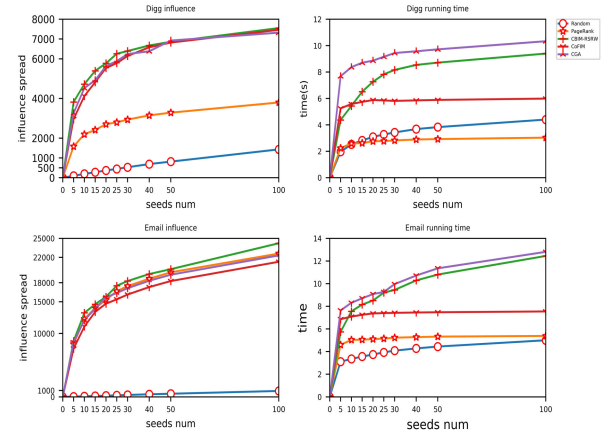 Digg influence
influence spread
8000
7000
6000
4000
2000
1000
500
0
0 5 10 15 20 25 30 40 50 100
seeds num
Digg running time
time(s)
12
10
8
6
4
2
0
0 5 10 15 20 25 30 40 50 100
seeds num
Random
PageRank
CBIM-RSRW
CoFIM
CGA
Email influence
influence spread
25000
22000
18000
15000
10000
1000
0
0 5 10 15 20 25 30 40 50 100
seeds num
Email running time
time
14
12
10
8
6
4
2
0
0 5 10 15 20 25 30 40 50 100
seeds num